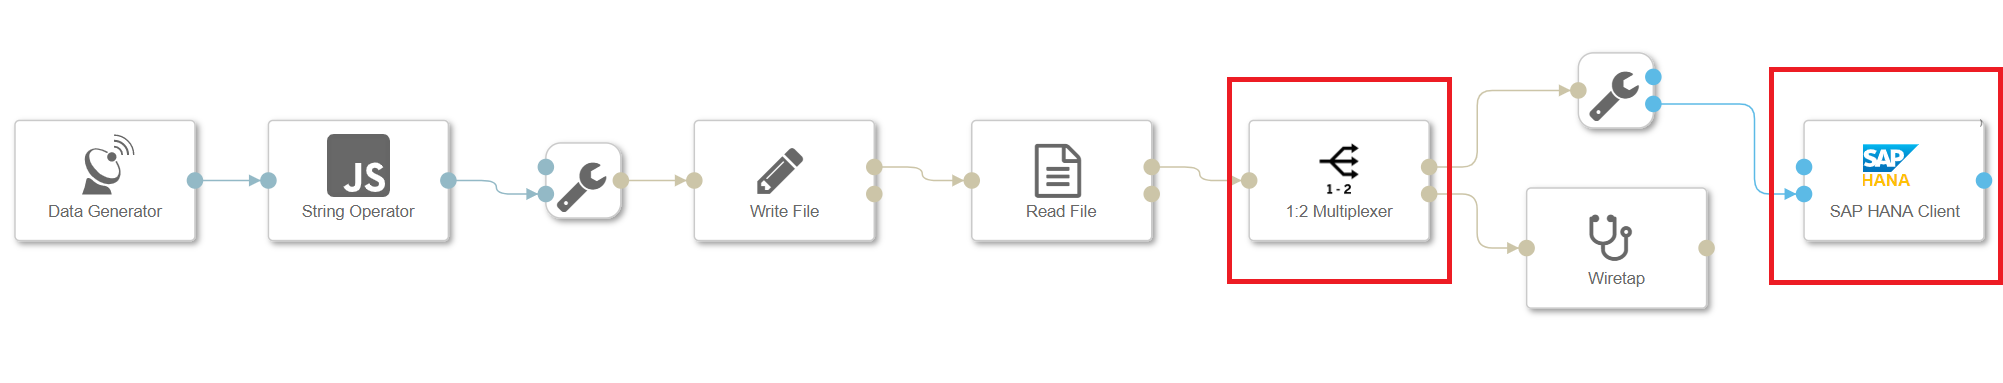 Data Generator
JS
String Operator
Write File
Read File
1 - 2
1:2 Multiplexer
Wiretap
SAP
HANA
SAP HANA Client